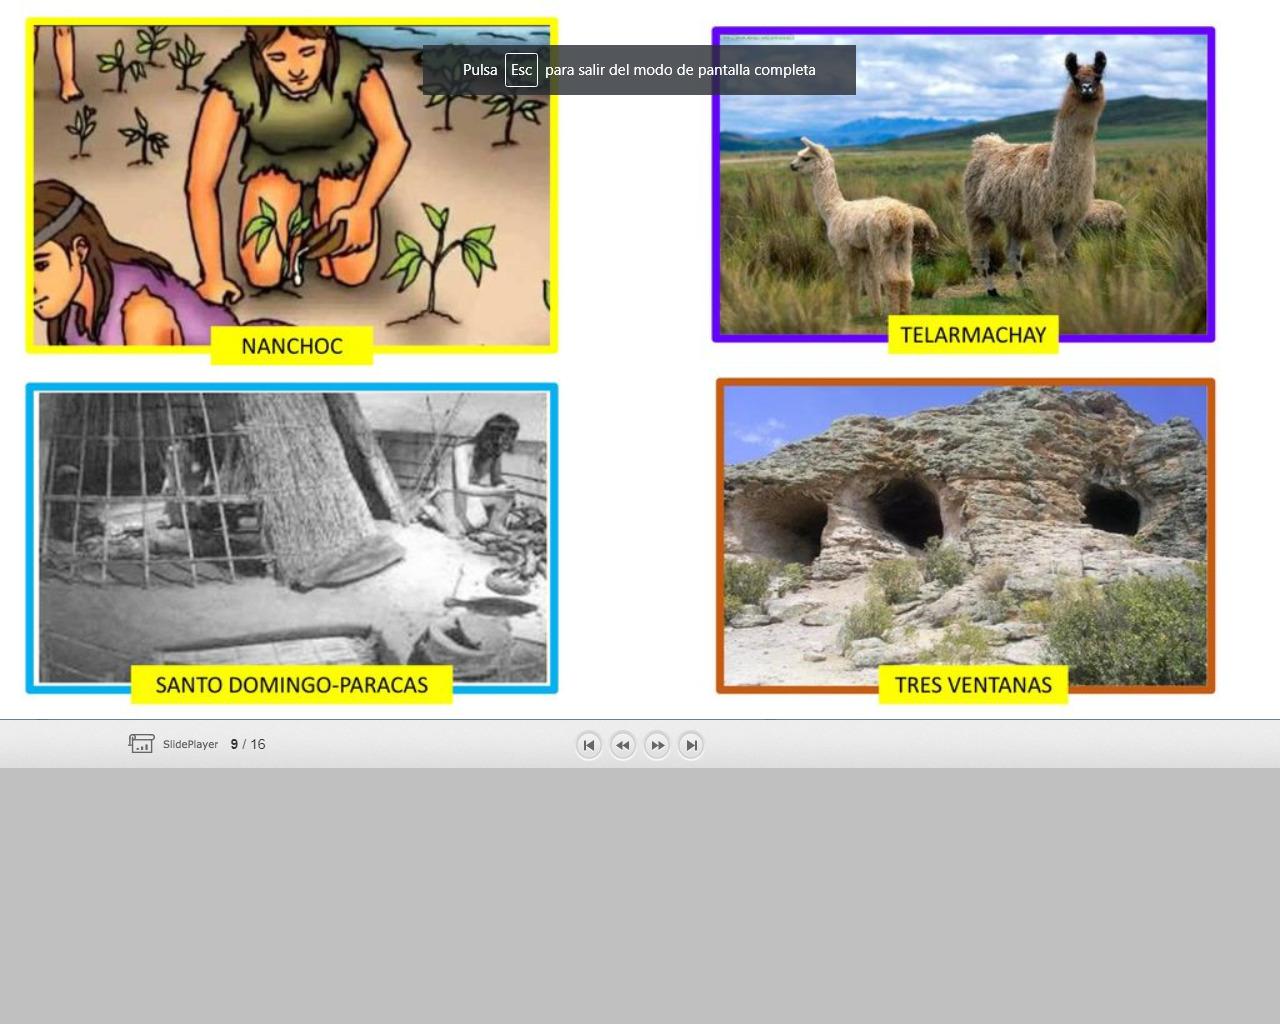 Pulsa Esc para salir del modo de pantalla completa
NANCHOC
TELARMACHAY
SANTO DOMINGO-PARACAS
TRES VENTANAS
SlidePlayer 9 / 16